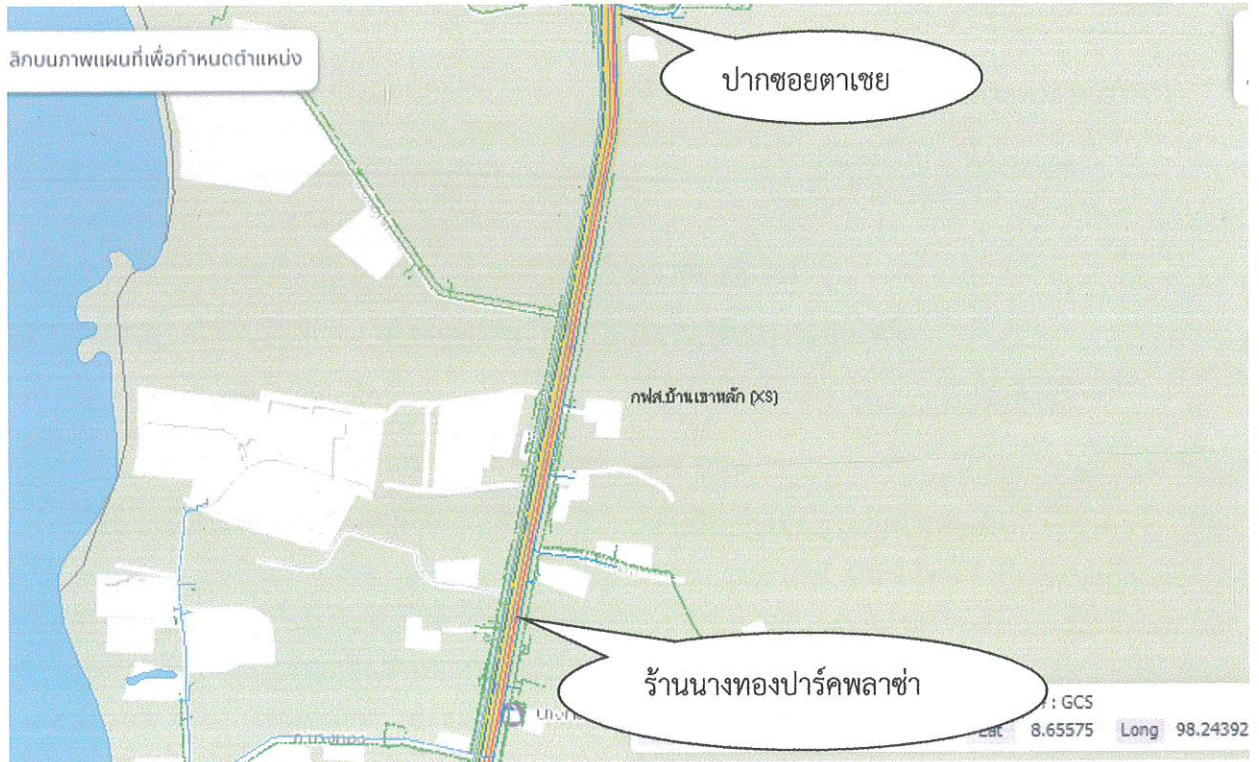 ลิกบนภาพแผนที่เพื่อกำหนดตำแหน่ง
ปากซอยตาเชย
กฟส.บ้านเขาหลัก (XS)
ร้านนางทองปาร์คพลาซ่า
: GCS
Lat 8.65575 Long 98.24392